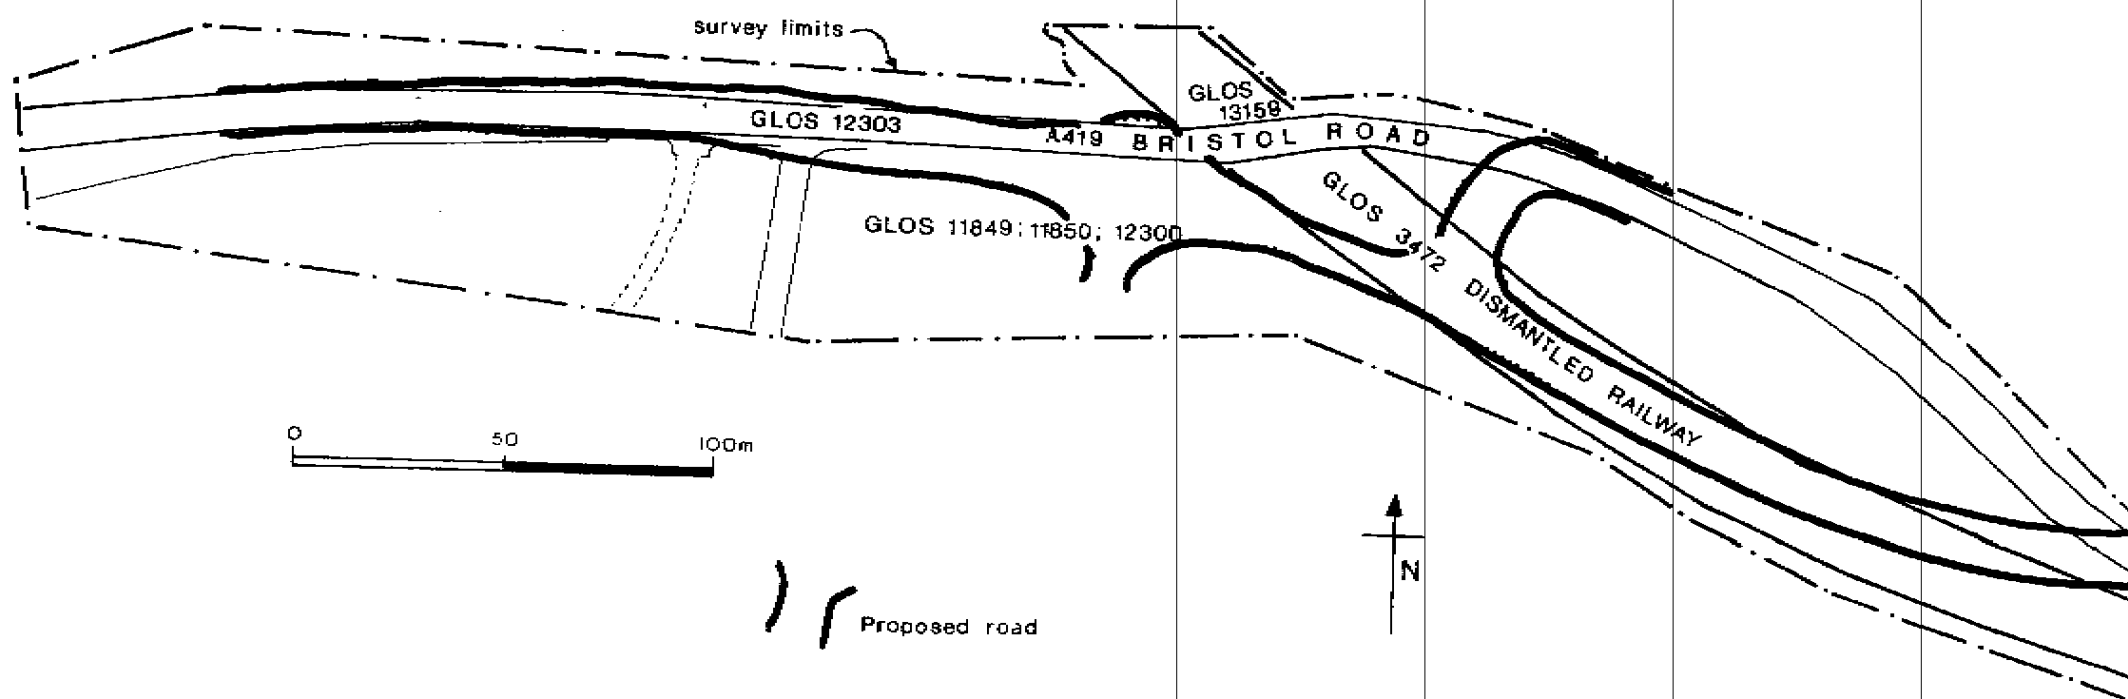 survey limits
GLOS
13159
GLOS 12303
A419 BRISTOL ROAD
GLOS 3472
GLOS 11849; 11850; 12300
DISMANTLED RAILWAY
0 50 100m
N
Proposed road